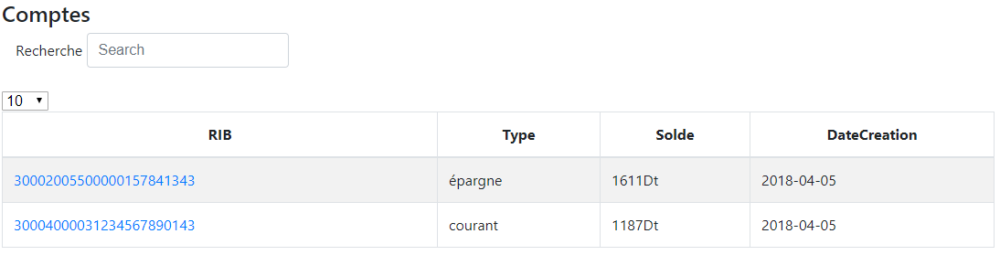 Comptes
Recherche Search
10
RIB Type Solde DateCreation
30002005500000157841343 épargne 1611Dt 2018-04-05
30004000031234567890143 courant 1187Dt 2018-04-05